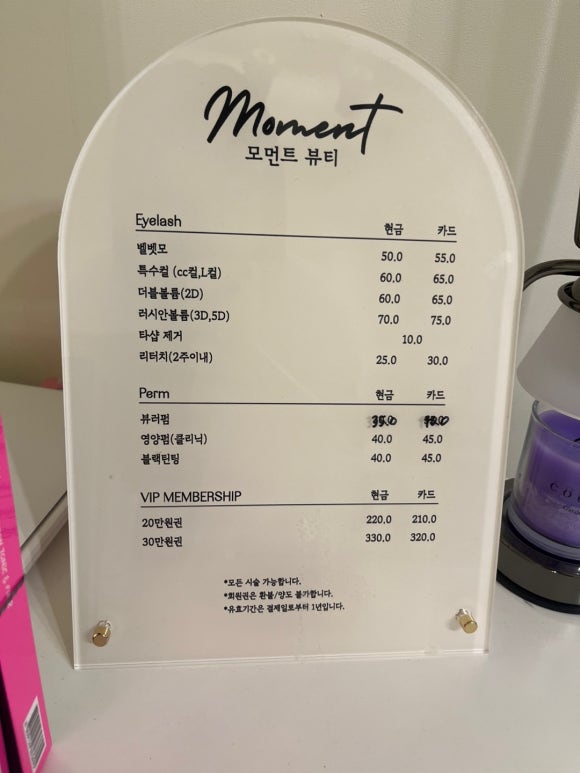 Moment
모먼트 뷰티
Eyelash 현금 카드
벨벳모 50.0 55.0
특수컬 (cc컬,L컬) 60.0 65.0
더블볼륨(2D) 60.0 65.0
러시안볼륨(3D,5D) 70.0 75.0
타샵 제거 10.0
리터치(2주이내) 25.0 30.0
Perm 현금 카드
뷰러펌
영양펌(클리닉) 40.0 45.0
블랙틴팅 40.0 45.0
VIP MEMBERSHIP 현금 카드
20만원권 220.0 210.0
30만원권 330.0 320.0
*모든 시술 가능합니다.
*회원권은 환불/양도 불가합니다.
*유효기간은 결제일로부터 1년입니다.